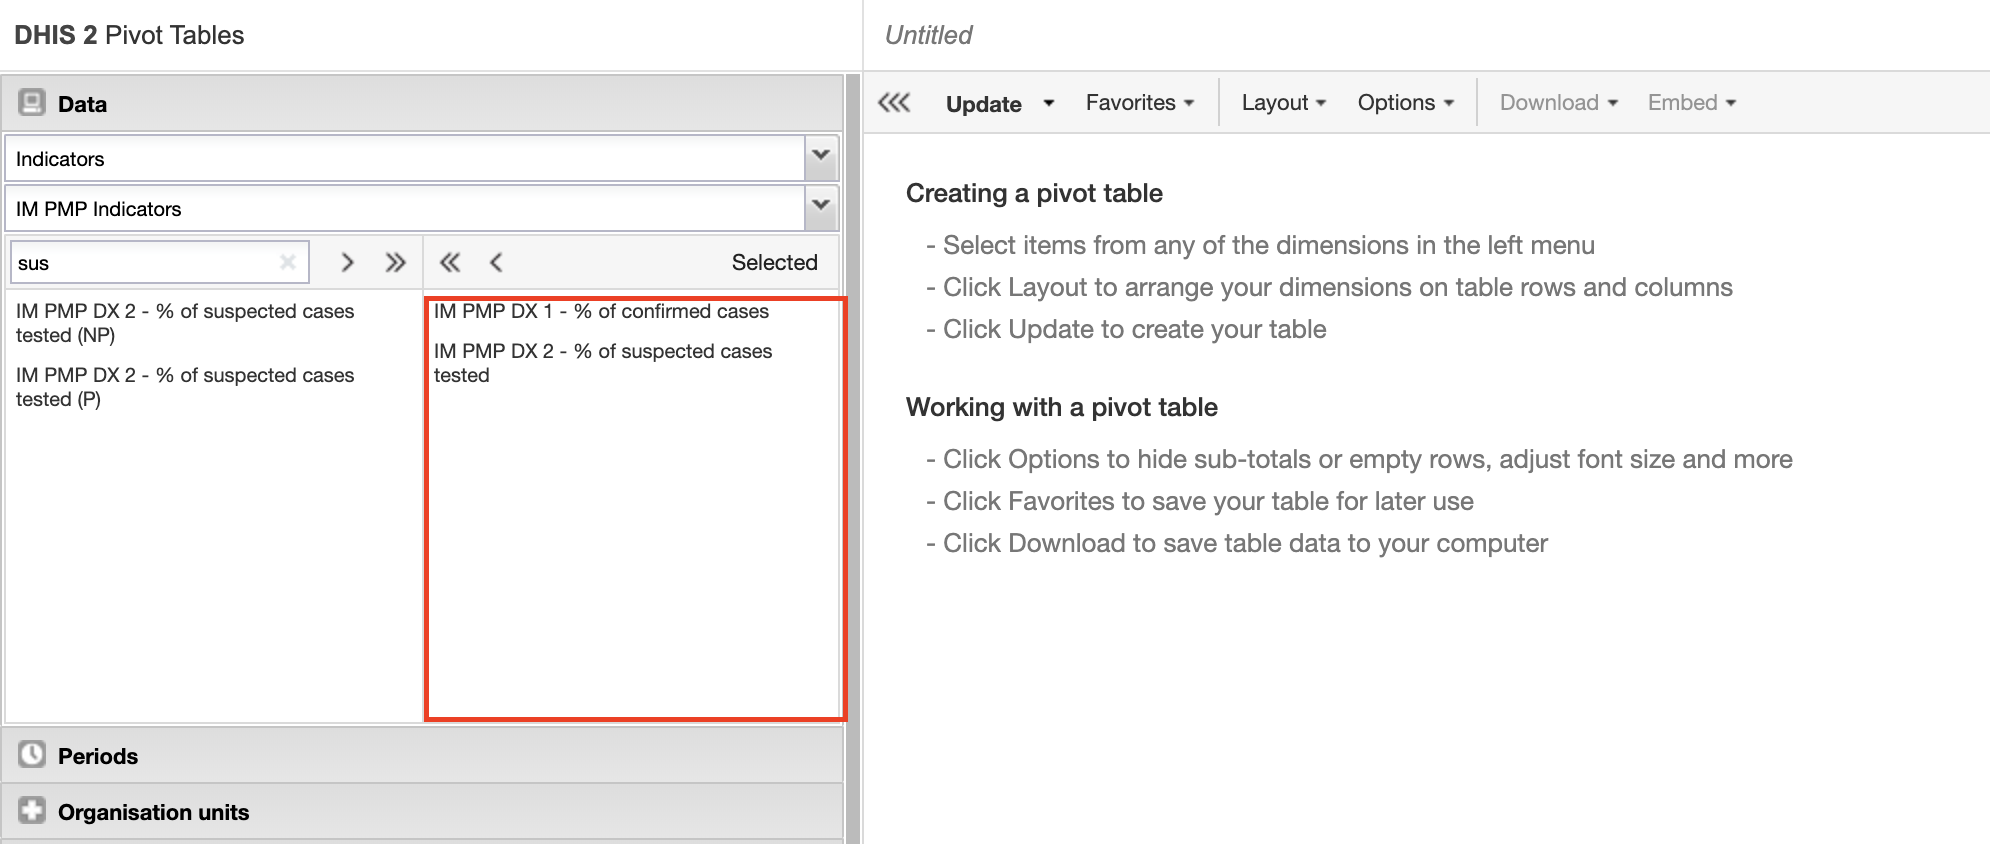 DHIS 2 Pivot Tables
Untitled
Data
Update
Favorites
Layout
Options
Download
Embed
Indicators
IM PMP Indicators
sus
Selected
IM PMP DX 2 - % of suspected cases
tested (NP)
IM PMP DX 2 - % of suspected cases
tested (P)
IM PMP DX 1 - % of confirmed cases
IM PMP DX 2 - % of suspected cases
tested
Periods
Organisation units
Creating a pivot table
- Select items from any of the dimensions in the left menu
- Click Layout to arrange your dimensions on table rows and columns
- Click Update to create your table
Working with a pivot table
- Click Options to hide sub-totals or empty rows, adjust font size and more
- Click Favorites to save your table for later use
- Click Download to save table data to your computer